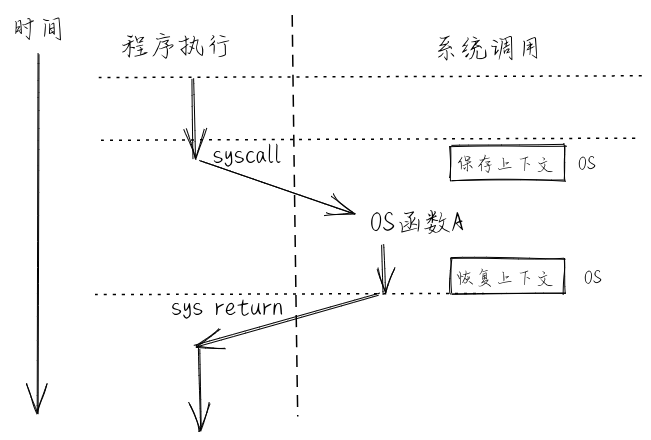 时间
程序执行
系统调用
syscall
保存上下文 OS
OS函数A
恢复上下文 OS
sys return